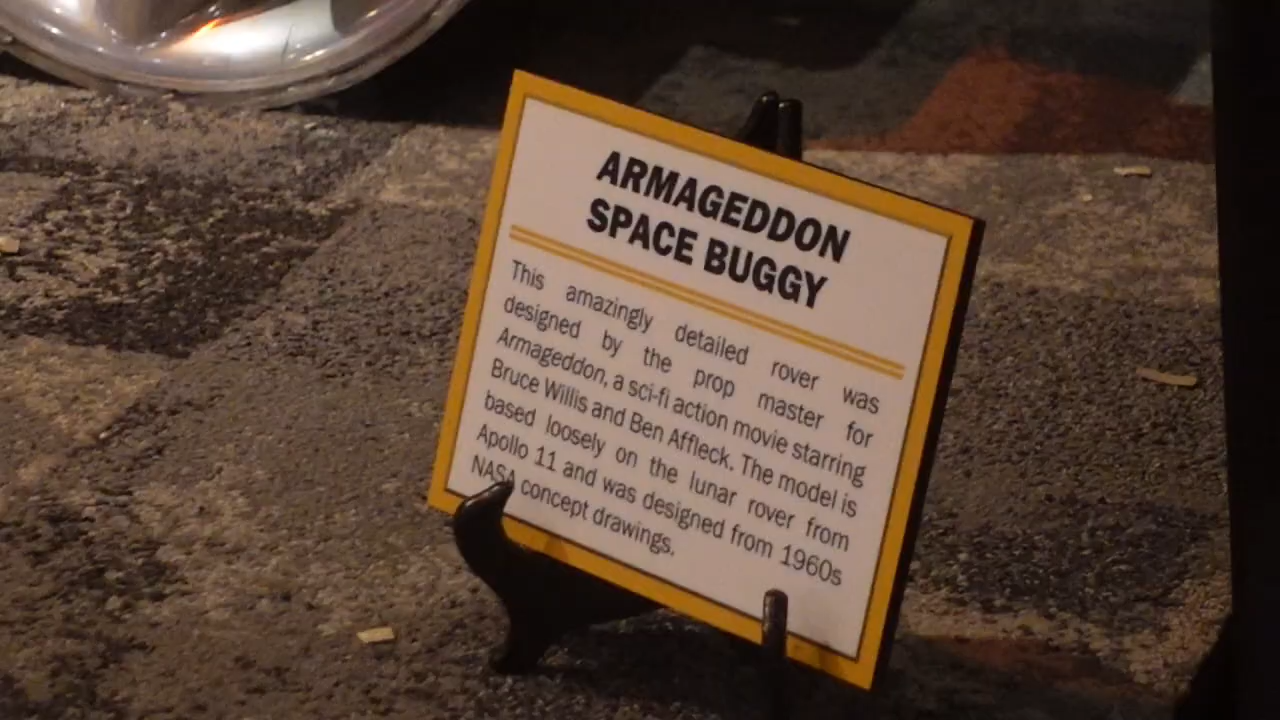 ARMAGEDDON
SPACE BUGGY
This amazingly detailed rover was
designed by the prop master for
Armageddon, a sci-fi action movie starring
Bruce Willis and Ben Affleck. The model is
based loosely on the lunar rover from
Apollo 11 and was designed from 1960s
NASA concept drawings.